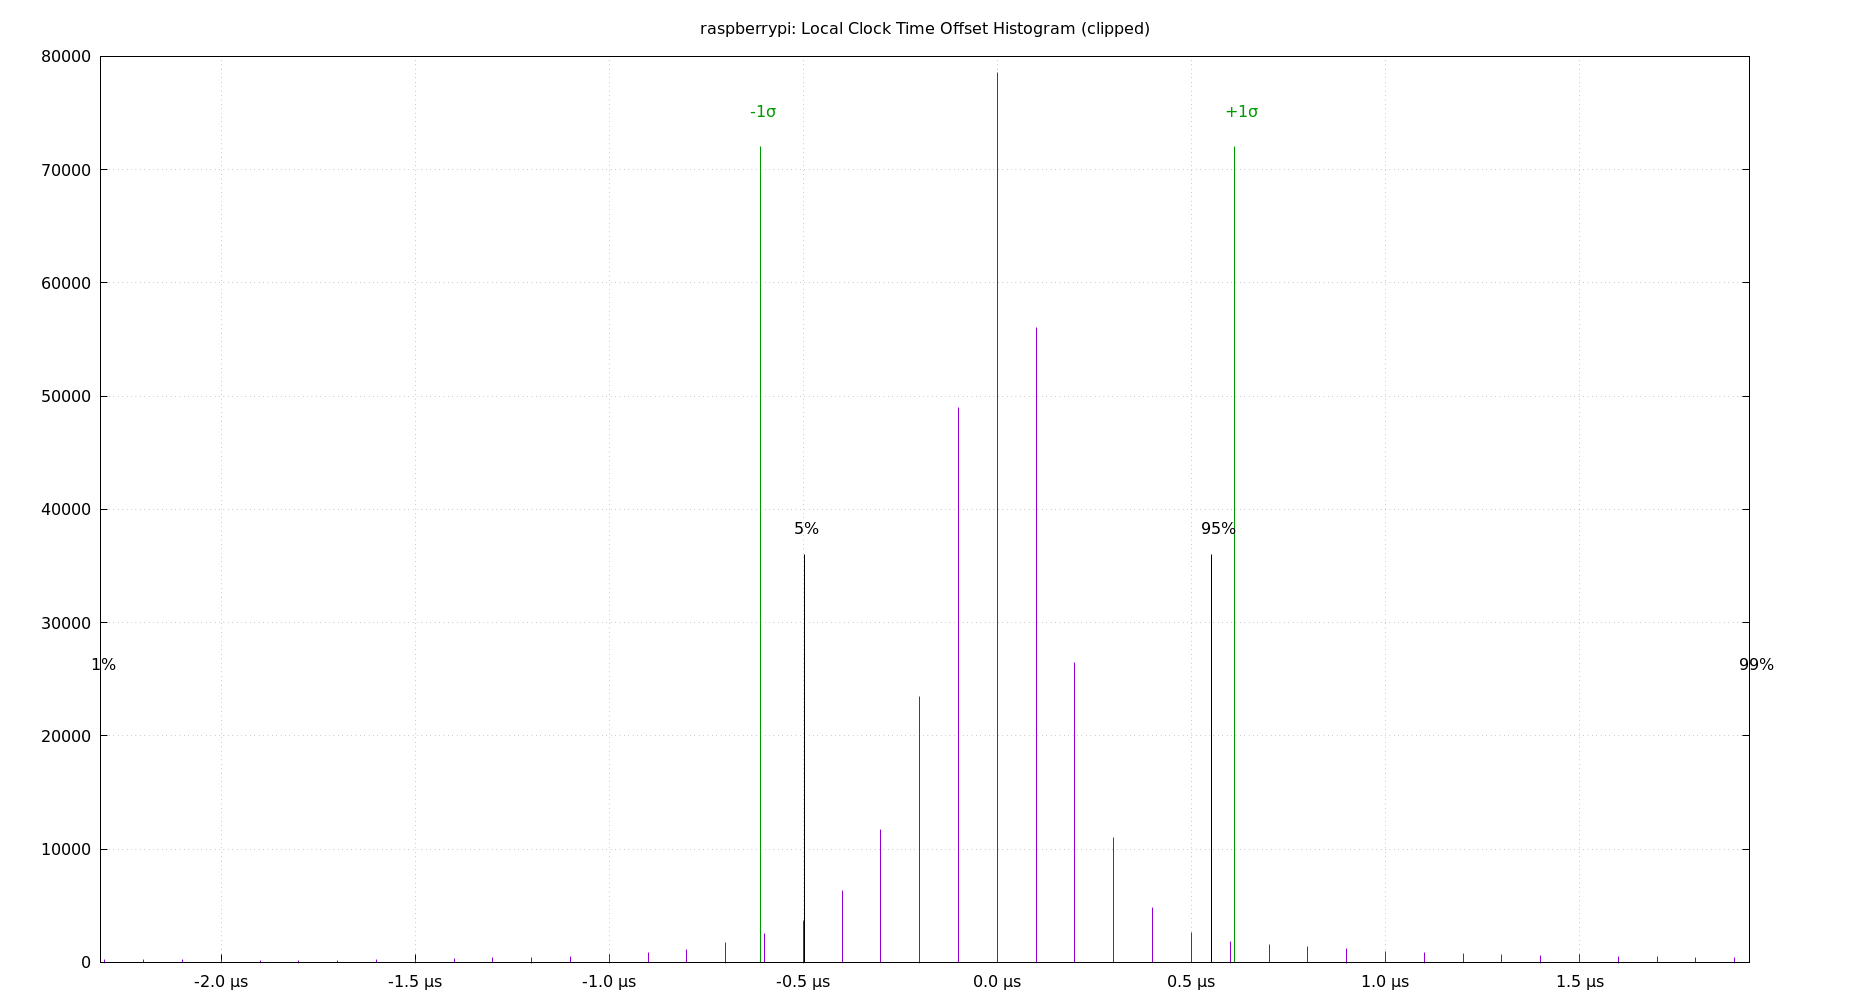 raspberrypi: Local Clock Time Offset Histogram (clipped)
80000
-1σ
+1σ
70000
60000
50000
40000
5%
95%
30000
1%
99%
20000
10000
0
-2.0 µs
-1.5 µs
-1.0 µs
-0.5 µs
0.0 µs
0.5 µs
1.0 µs
1.5 µs